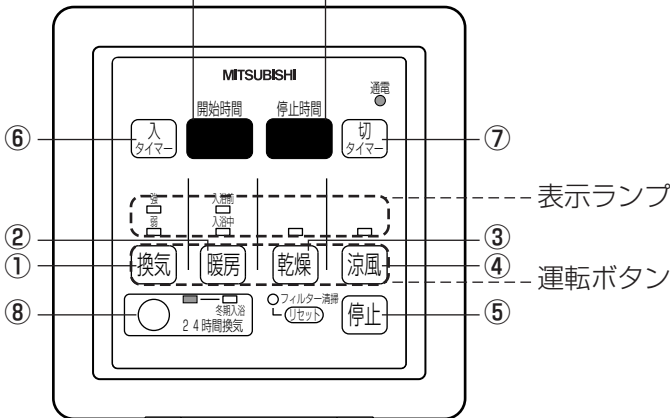 MITSUBISHI
通電
開始時間 停止時間
⑥ 入タイマー 切タイマー ⑦
強 入浴前
表示ランプ
弱 入浴中
② ③
① 換気 暖房 乾燥 涼風 ④
運転ボタン
⑧ 冬期入浴 フィルター清掃
24時間換気 リセット 停止 ⑤